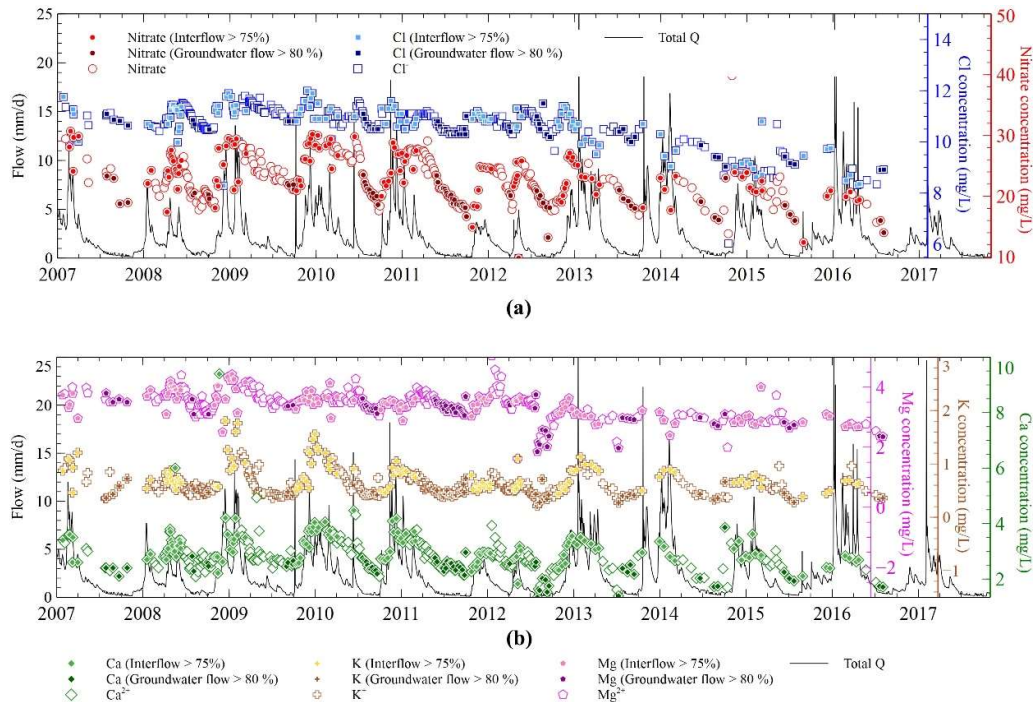 Nitrate (Interflow > 75%)
Nitrate (Groundwater flow > 80 %)
Nitrate
Cl (Interflow > 75%)
Cl (Groundwater flow > 80 %)
Cl⁻
Total Q
25
20
15
10
5
0
Flow (mm/d)
14
12
10
8
6
Cl concentration (mg/L)
50
40
30
20
10
Nitrate concentration (mg/L)
2007 2008 2009 2010 2011 2012 2013 2014 2015 2016 2017
(a)
25
20
15
10
5
0
Flow (mm/d)
4
2
0
-2
Mg concentration (mg/L)
3
2
1
0
1
K concentration (mg/L)
10
8
6
4
2
Ca concentration (mg/L)
2007 2008 2009 2010 2011 2012 2013 2014 2015 2016 2017
(b)
Ca (Interflow > 75%)
Ca (Groundwater flow > 80 %)
Ca²⁺
K (Interflow > 75%)
K (Groundwater flow > 80 %)
K⁺
Mg (Interflow > 75%)
Mg (Groundwater flow > 80 %)
Mg²⁺
Total Q